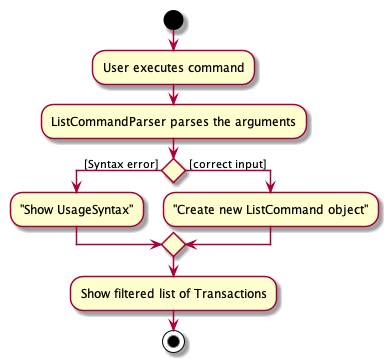 User executes command
ListCommandParser parses the arguments
[Syntax error]
[correct input]
"Show UsageSyntax"
"Create new ListCommand object"
Show filtered list of Transactions